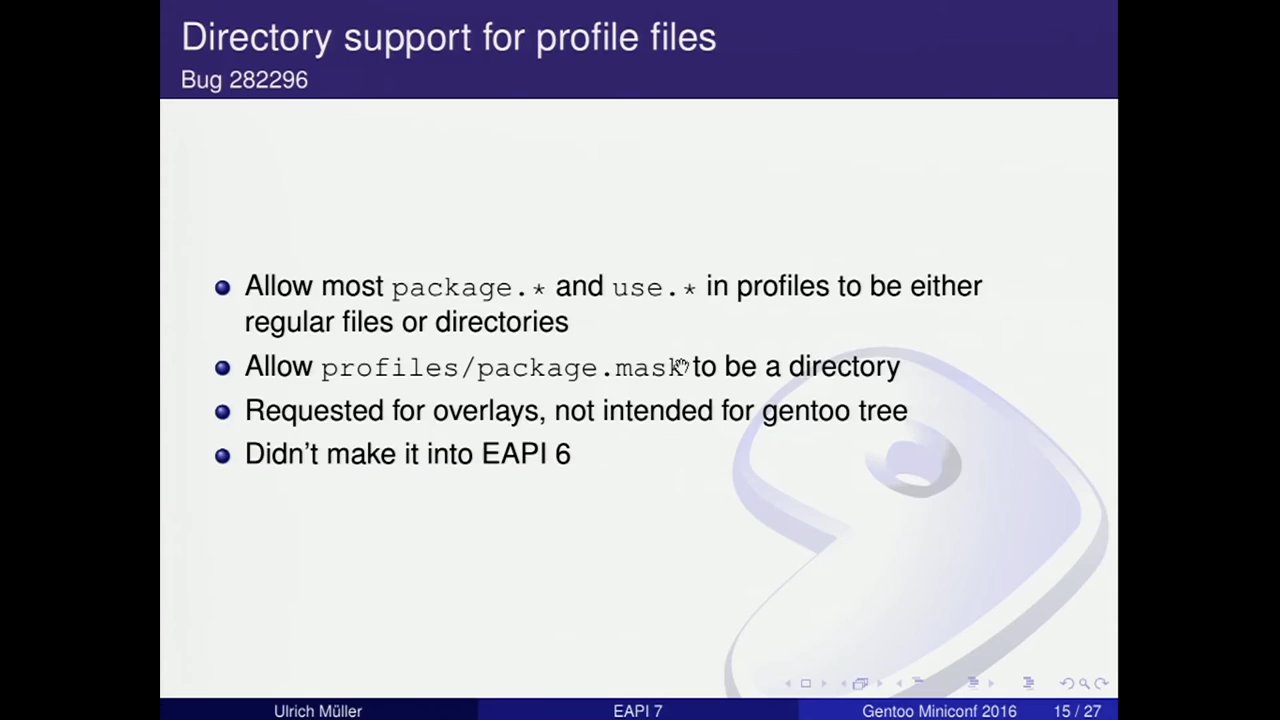 Directory support for profile files
Bug 282296
Allow most package.* and use.* in profiles to be either
regular files or directories
Allow profiles/package.mask to be a directory
Requested for overlays, not intended for gentoo tree
Didn't make it into EAPI 6
Ulrich Müller EAPI 7 Gentoo Miniconf 2016 15 / 27